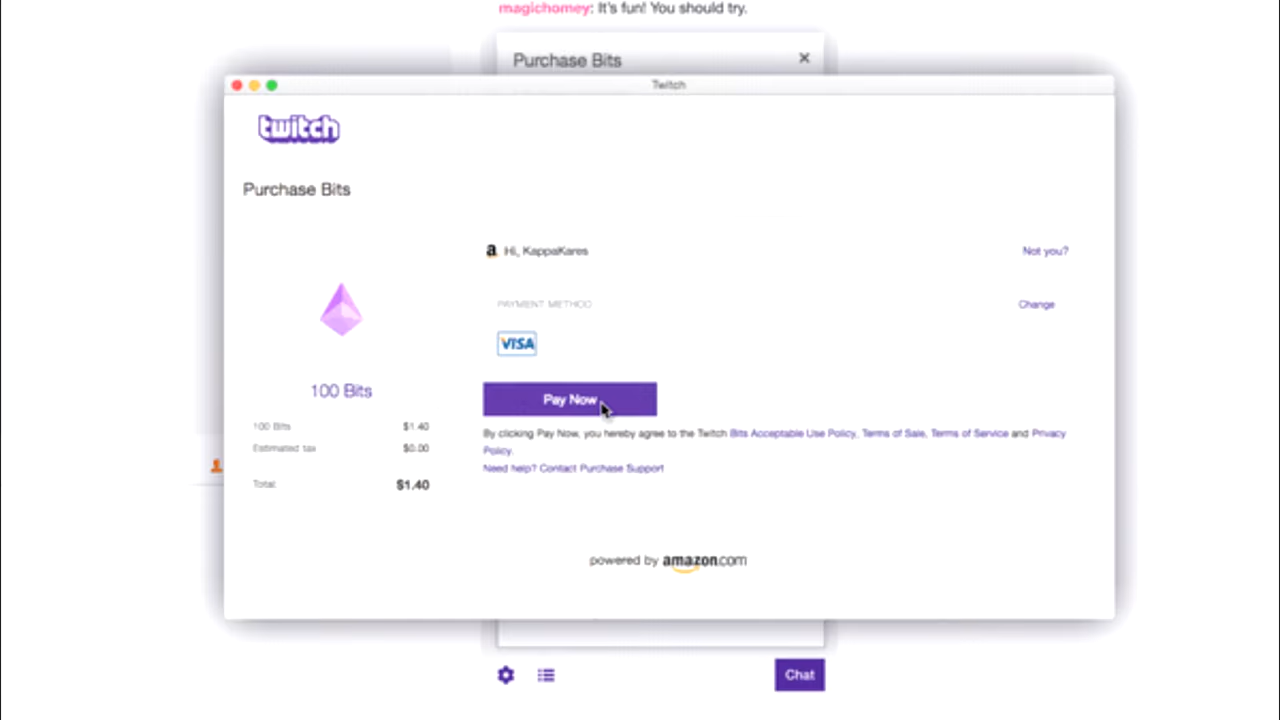 magichomey: It's fun! You should try.
Purchase Bits
Twitch
twitch
Purchase Bits
a Hi, KappaKares
Not you?
PAYMENT METHOD
Change
VISA
100 Bits
Pay Now
100 Bits $1.40
Estimated tax $0.00
Total: $1.40
By clicking Pay Now, you hereby agree to the Twitch Bits Acceptable Use Policy, Terms of Sale, Terms of Service and Privacy
Policy.
Need help? Contact Purchase Support
powered by amazon.com
Chat